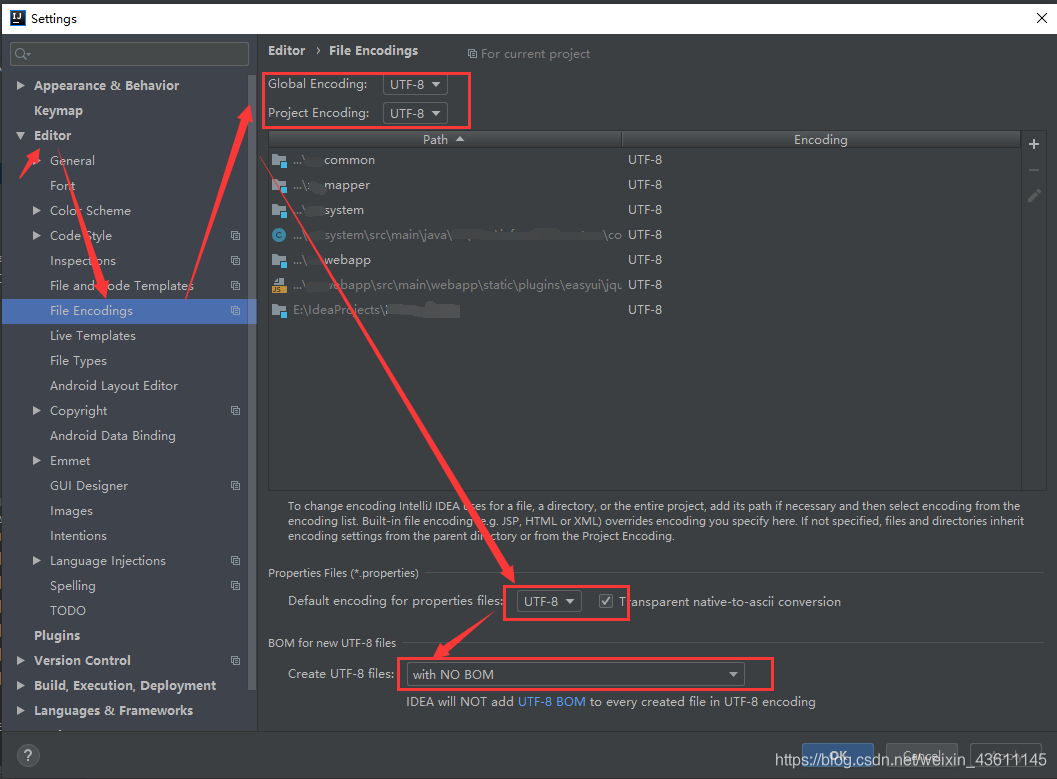 Settings
Appearance & Behavior
Keymap
Editor
General
Font
Color Scheme
Code Style
Inspections
File and Code Templates
File Encodings
Live Templates
File Types
Android Layout Editor
Copyright
Android Data Binding
Emmet
GUI Designer
Images
Intentions
Language Injections
Spelling
TODO
Plugins
Version Control
Build, Execution, Deployment
Languages & Frameworks
Editor › File Encodings For current project
Global Encoding: UTF-8
Project Encoding: UTF-8
Path Encoding
...\ common UTF-8
...\ mapper UTF-8
...\ system UTF-8
...\ system\src\main\java\ \co UTF-8
...\ webapp UTF-8
...\ webapp\src\main\webapp\static\plugins\easyui\jqu UTF-8
E:\IdeaProjects\ UTF-8
To change encoding IntelliJ IDEA uses for a file, a directory, or the entire project, add its path if necessary and then select encoding from the
encoding list. Built-in file encoding (e.g. JSP, HTML or XML) overrides encoding you specify here. If not specified, files and directories inherit
encoding settings from the parent directory or from the Project Encoding.
Properties Files (*.properties)
Default encoding for properties files: UTF-8 Transparent native-to-ascii conversion
BOM for new UTF-8 files
Create UTF-8 files: with NO BOM
IDEA will NOT add UTF-8 BOM to every created file in UTF-8 encoding
? OK Cancel Apply
https://blog.csdn.net/weixin_43611145